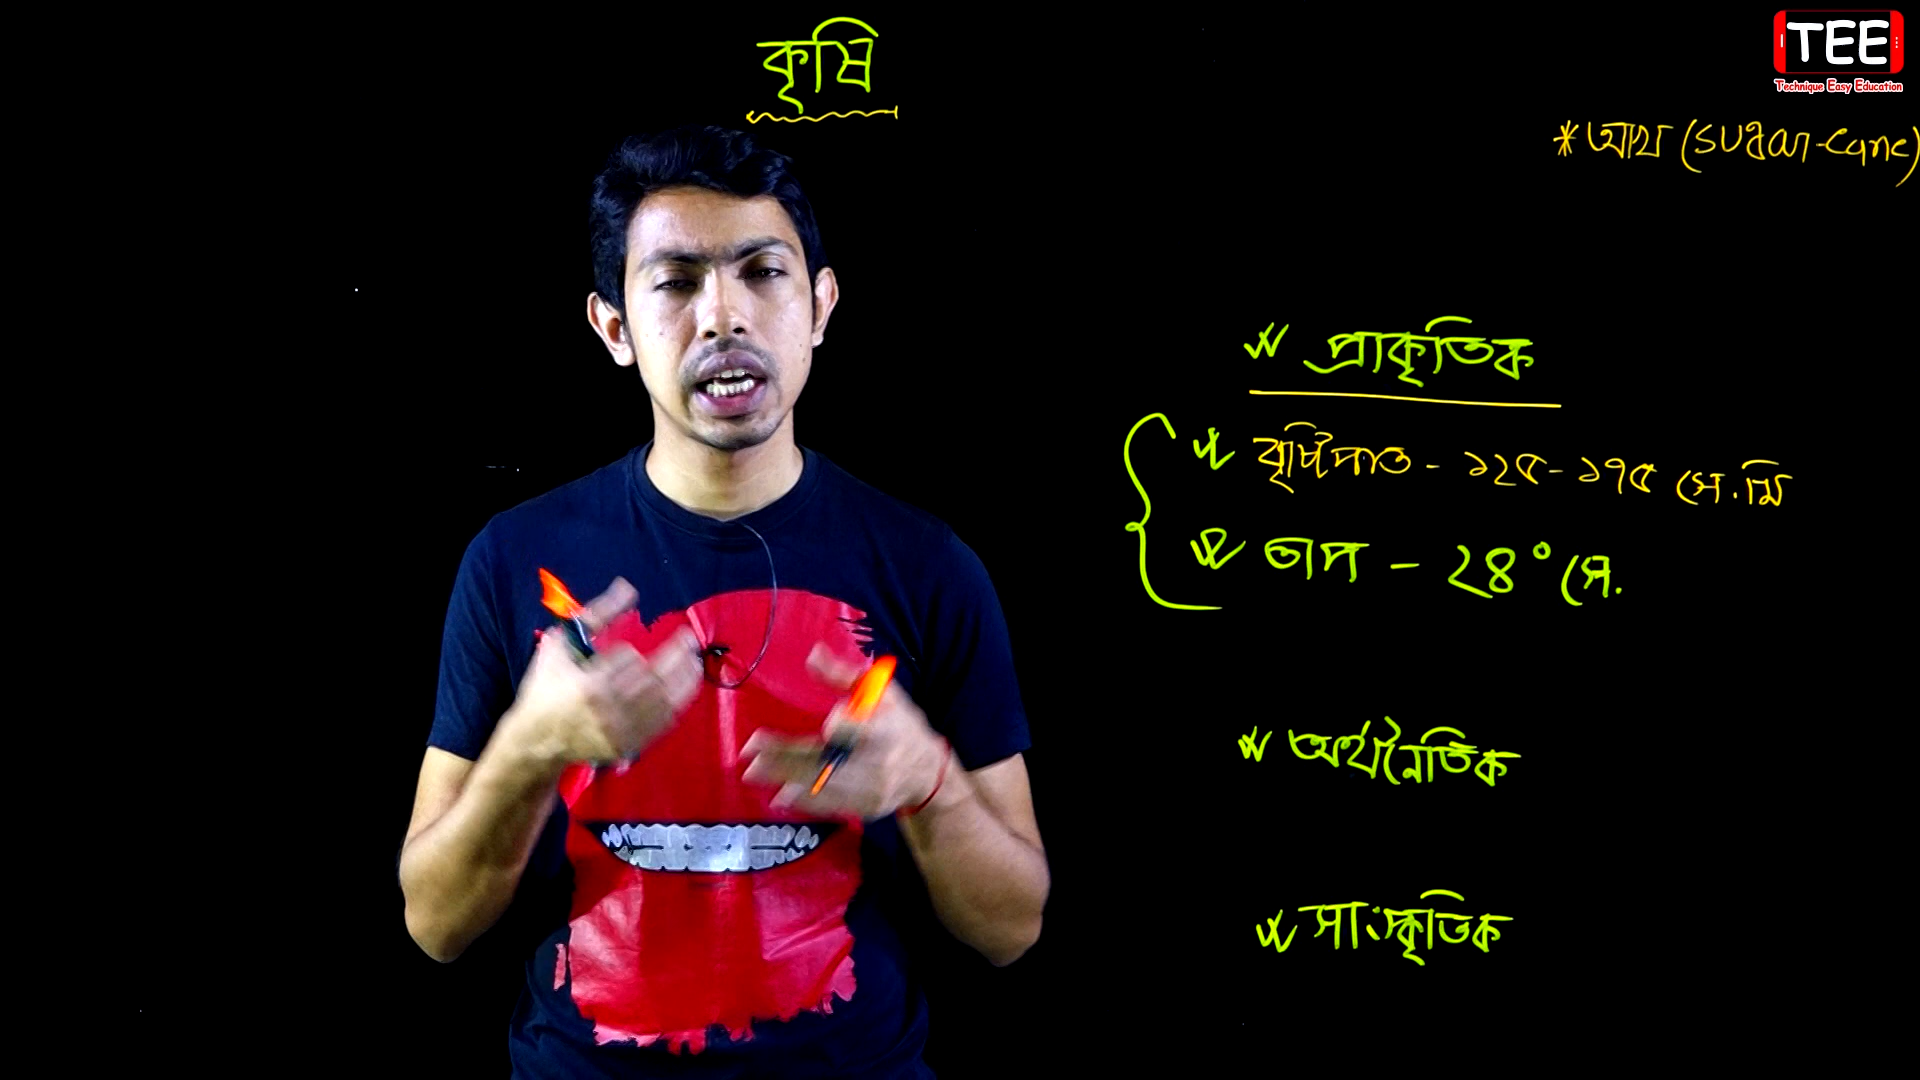 কৃষি
TEE
Technique Easy Education
* আখ (sugar-cane)
* প্রাকৃতিক
* বৃষ্টিপাত - ১২৫-১৭৫ সে.মি
* তাপ - ২৪° সে.
* অর্থনৈতিক
* সাংস্কৃতিক